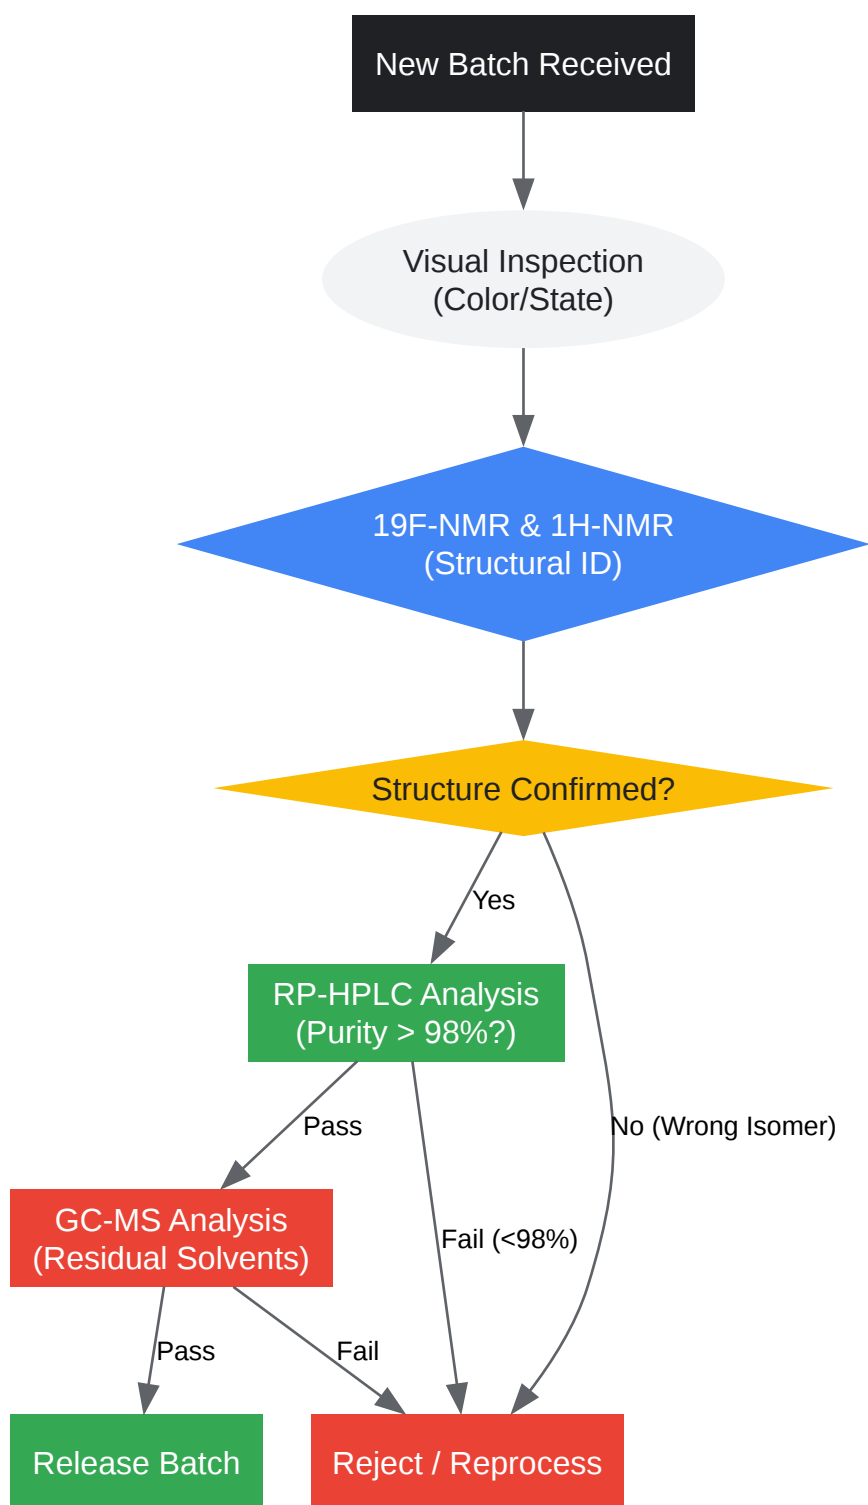 New Batch Received
Visual Inspection
(Color/State)
19F-NMR & 1H-NMR
(Structural ID)
Structure Confirmed?
Yes
RP-HPLC Analysis
(Purity > 98%?)
Pass
No (Wrong Isomer)
GC-MS Analysis
(Residual Solvents)
Fail (<98%)
Pass
Fail
Release Batch
Reject / Reprocess